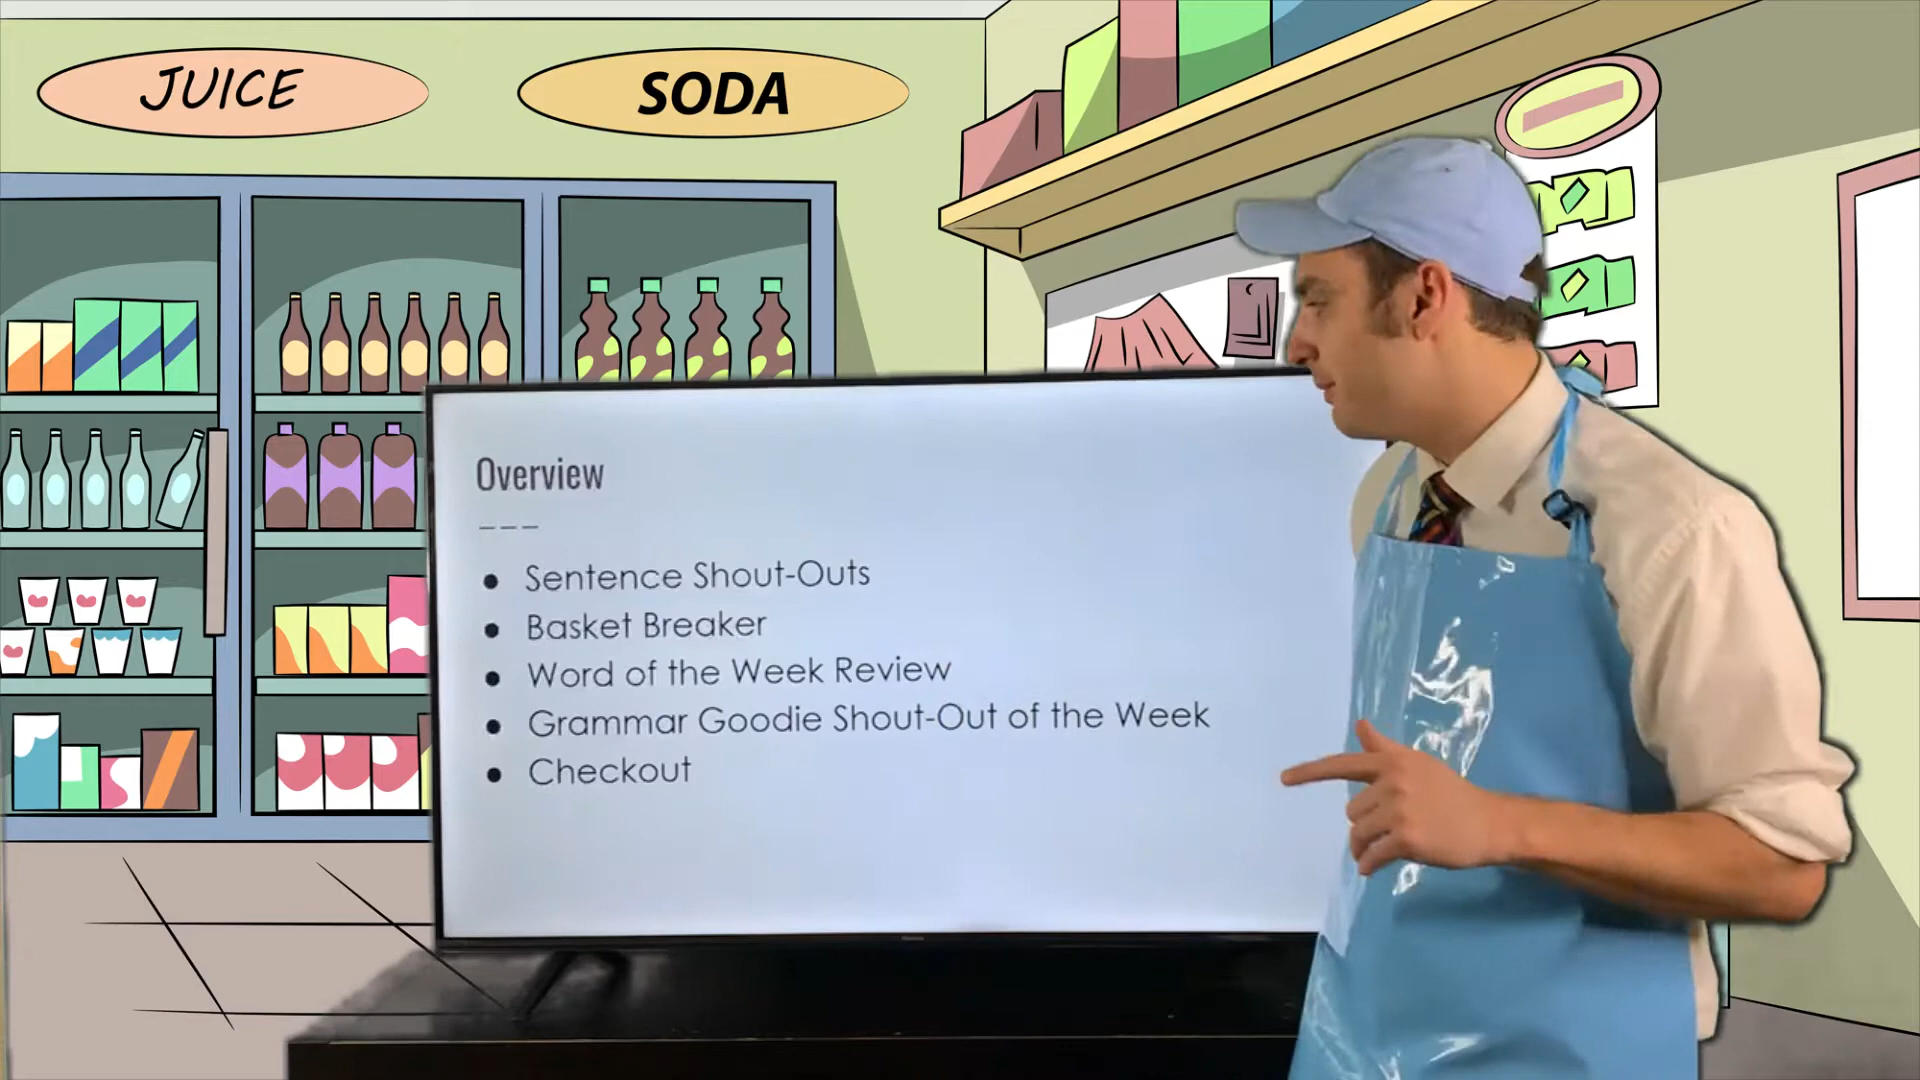 JUICE
SODA
Overview
Sentence Shout-Outs
Basket Breaker
Word of the Week Review
Grammar Goodie Shout-Out of the Week
Checkout